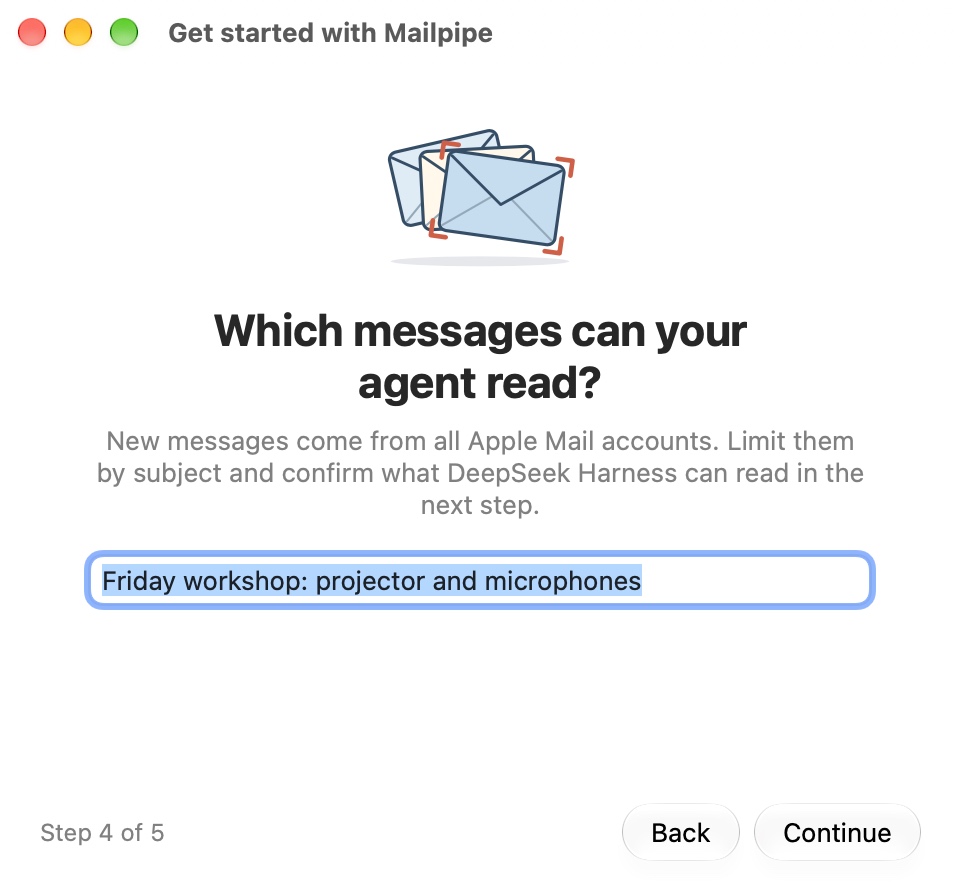 Get started with Mailpipe
Which messages can your
agent read?
New messages come from all Apple Mail accounts. Limit them
by subject and confirm what DeepSeek Harness can read in the
next step.
Friday workshop: projector and microphones
Step 4 of 5
Back
Continue